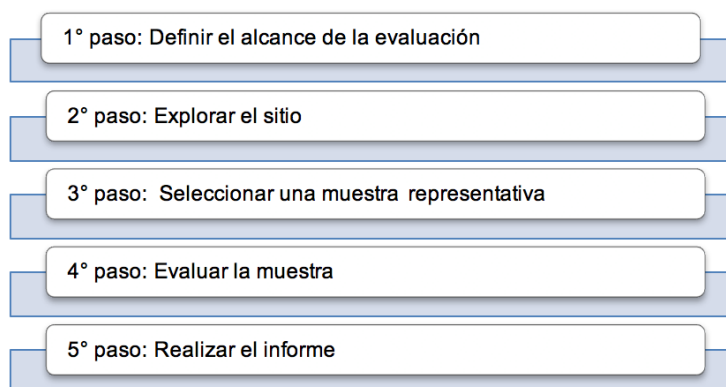 1° paso: Definir el alcance de la evaluación
2° paso: Explorar el sitio
3° paso: Seleccionar una muestra representativa
4° paso: Evaluar la muestra
5° paso: Realizar el informe